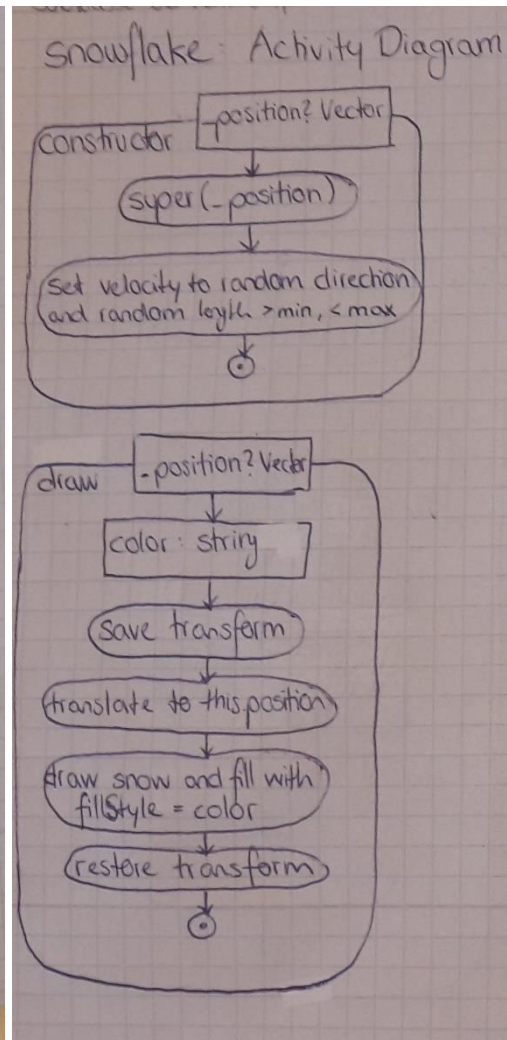 Snowflake: Activity Diagram
constructor
_position? Vector
super(_position)
set velocity to random direction
and random length >min, <max
draw
_position? Vector
color: string
save transform
translate to this.position
draw snow and fill with
fillStyle = color
restore transform